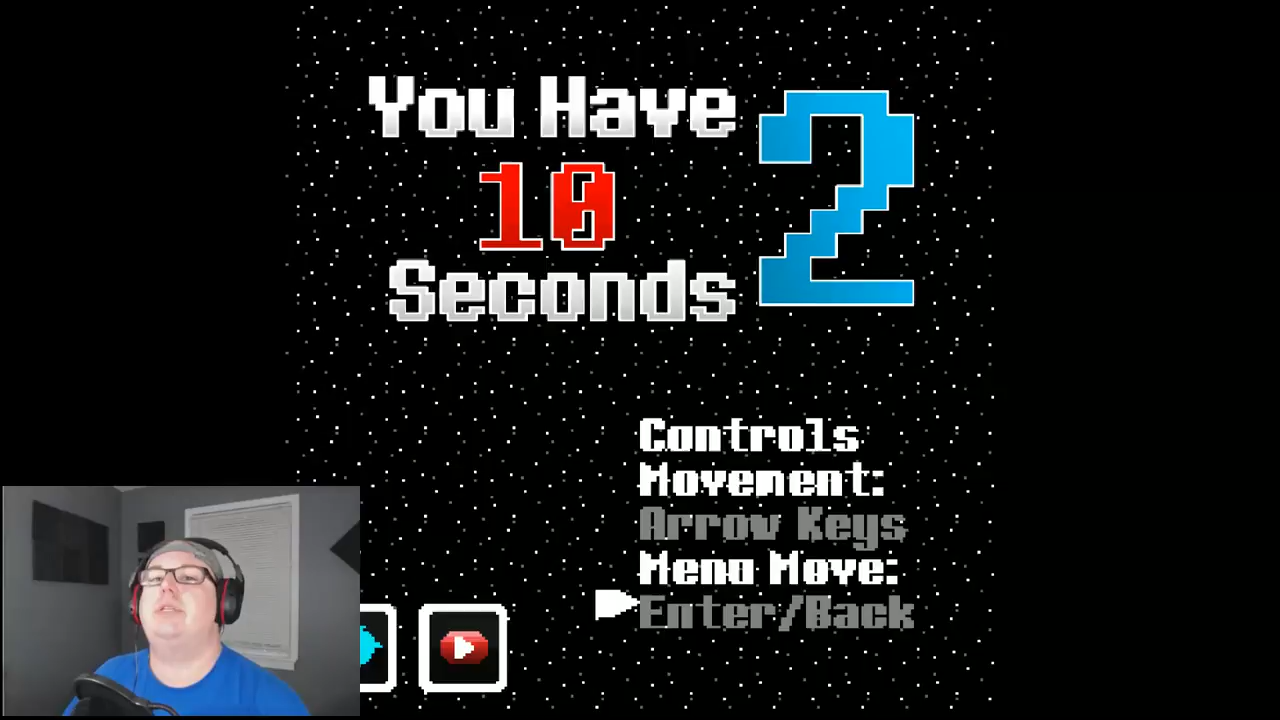 You Have
10
Seconds
2
Controls
Movement:
Arrow Keys
Menu Move:
Enter/Back